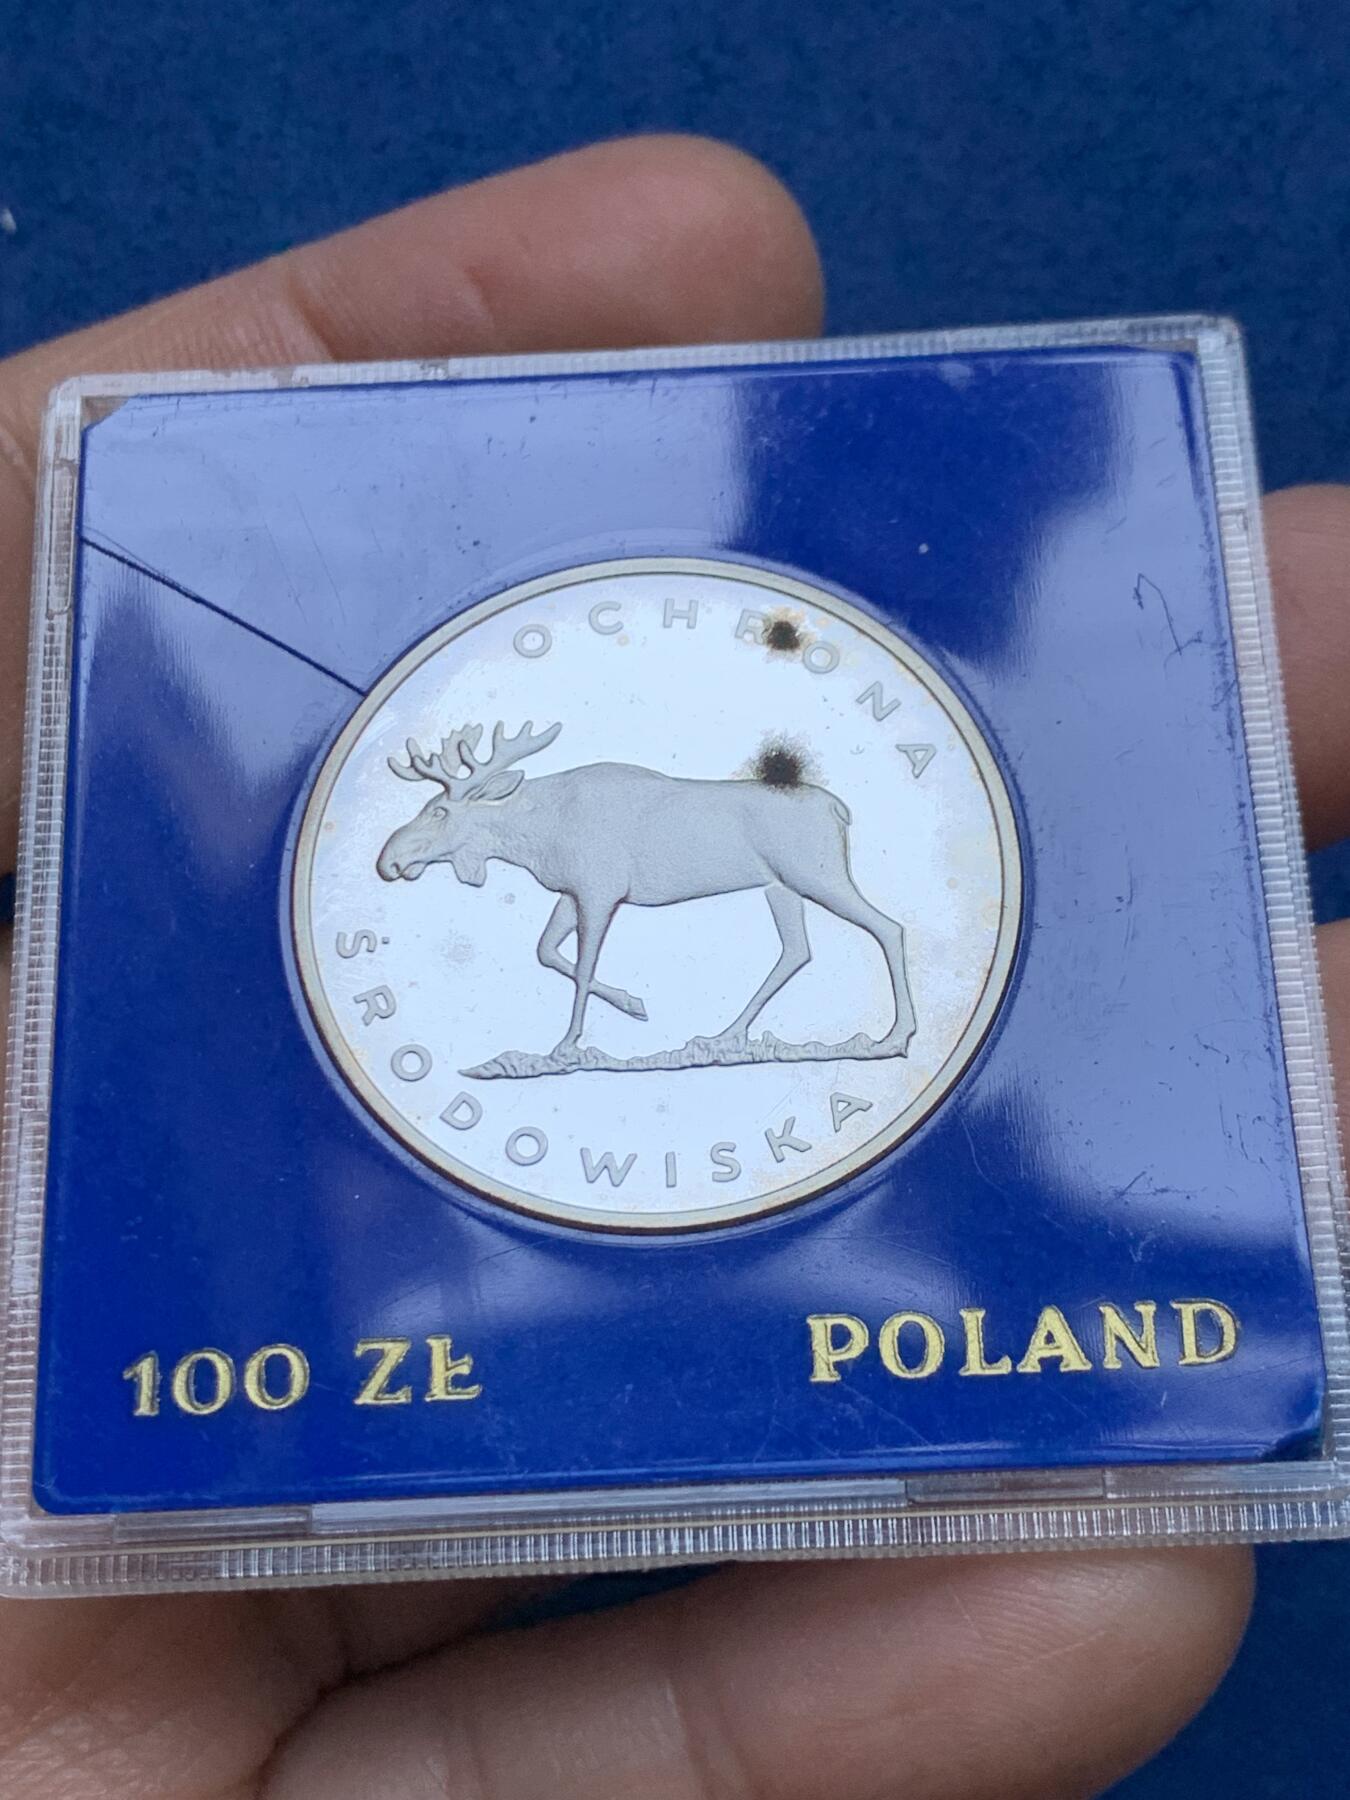 OCHRONA
ŚRODOWISKA
100 ZŁ
POLAND